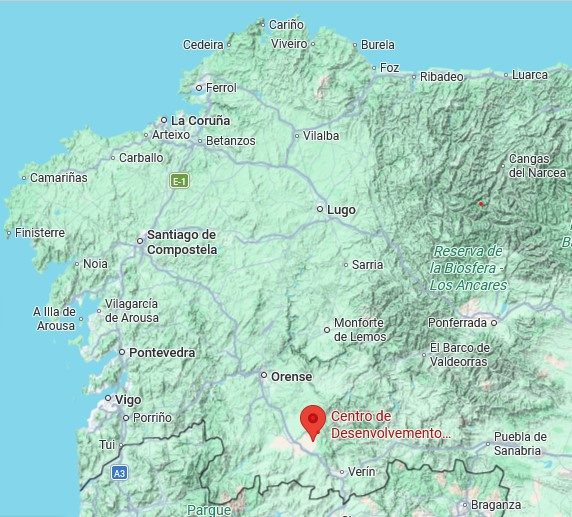 Cariño
Cedeira
Viveiro
Burela
Foz
Ribadeo
Luarca
Ferrol
La Coruña
Arteixo
Betanzos
Vilalba
Carballo
Cangas
del Narcea
Camariñas
E-1
Lugo
Finisterre
Santiago de
Compostela
Reserva de
la Biosfera -
Los Ancares
Noia
Sarria
Vilagarcía
de Arousa
A Illa de
Arousa
Monforte
de Lemos
Ponferrada
Pontevedra
El Barco de
Valdeorras
Orense
Vigo
Porriño
Centro de
Desenvolvemento...
Tui
Puebla de
Sanabria
A3
Verín
Braganza
Parque